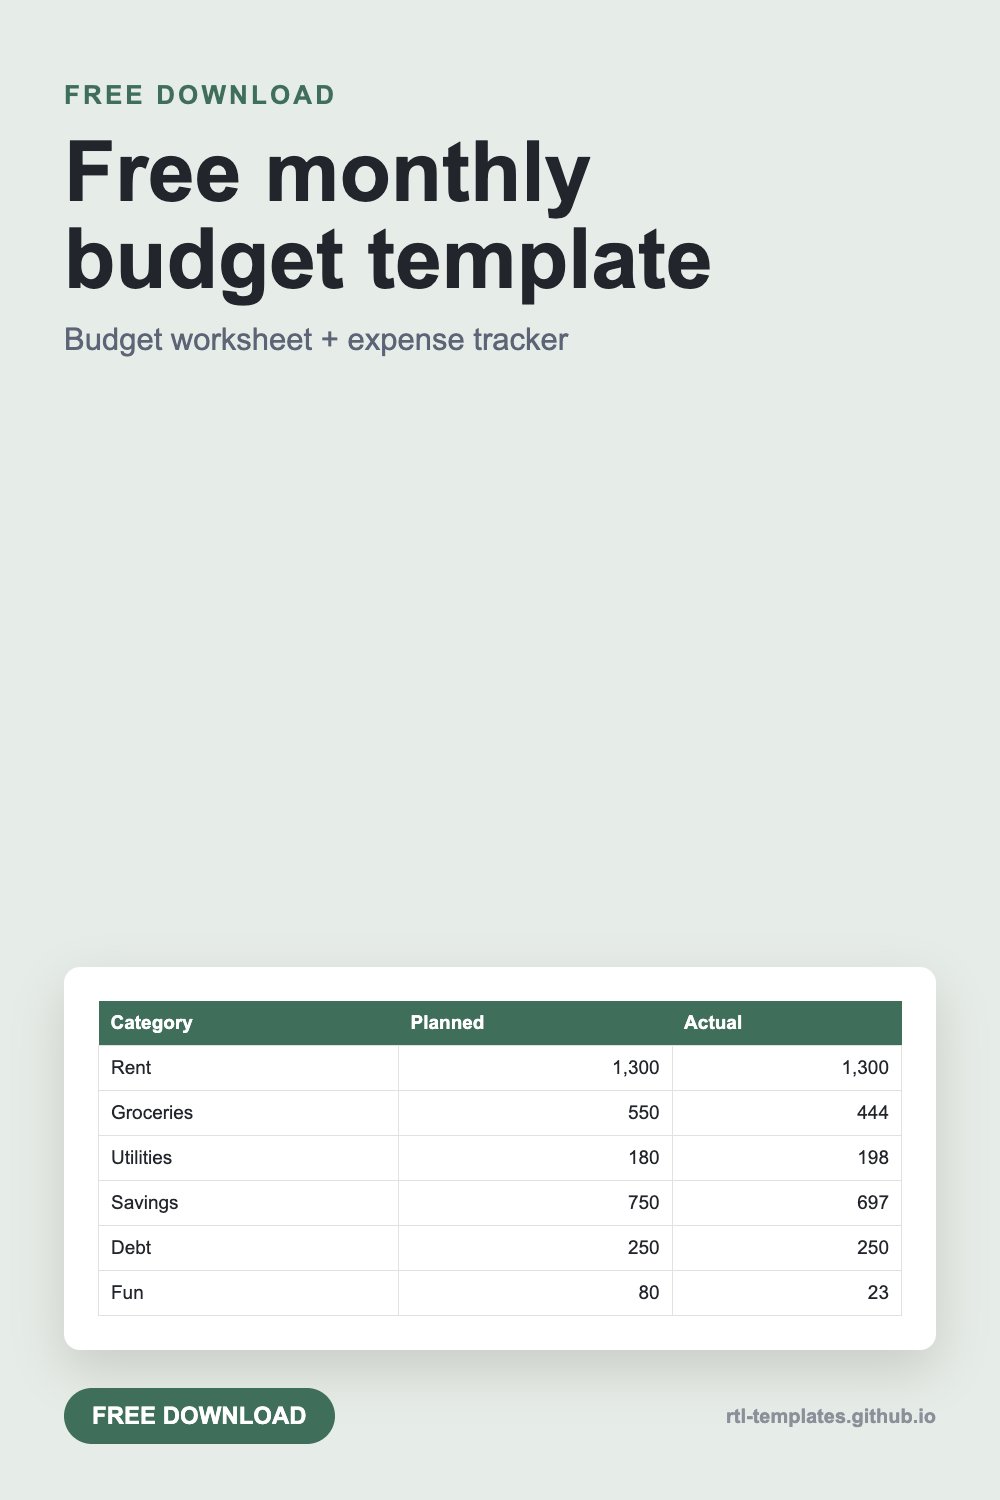 FREE DOWNLOAD
Free monthly
budget template
Budget worksheet + expense tracker
Category Planned Actual
Rent 1,300 1,300
Groceries 550 444
Utilities 180 198
Savings 750 697
Debt 250 250
Fun 80 23
FREE DOWNLOAD
rtl-templates.github.io